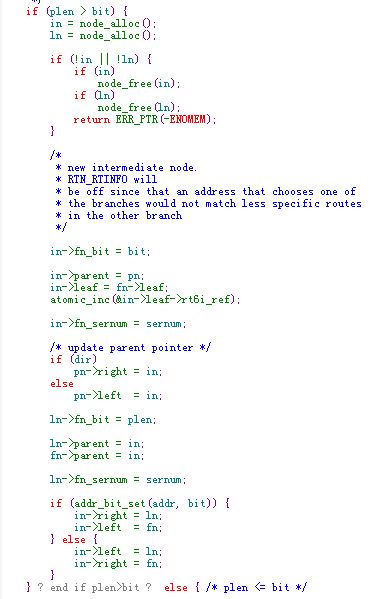 */
if (plen > bit) {
in = node_alloc();
ln = node_alloc();
if (!in || !ln) {
if (in)
node_free(in);
if (ln)
node_free(ln);
return ERR_PTR(-ENOMEM);
}
/*
* new intermediate node.
* RTN_RTINFO will
* be off since that an address that chooses one of
* the branches would not match less specific routes
* in the other branch
*/
in->fn_bit = bit;
in->parent = pn;
in->leaf = fn->leaf;
atomic_inc(&in->leaf->rt6i_ref);
in->fn_sernum = sernum;
/* update parent pointer */
if (dir)
pn->right = in;
else
pn->left = in;
ln->fn_bit = plen;
ln->parent = in;
fn->parent = in;
ln->fn_sernum = sernum;
if (addr_bit_set(addr, bit)) {
in->right = ln;
in->left = fn;
} else {
in->left = ln;
in->right = fn;
}
} ? end if plen>bit ? else { /* plen <= bit */